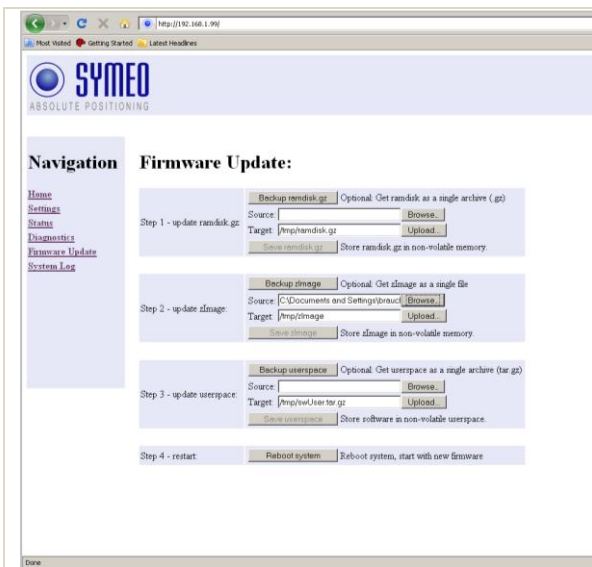 http://192.168.1.99/
Most Visited Getting Started Latest Headlines
SYMEO
ABSOLUTE POSITIONING
Navigation
Home
Settings
Status
Diagnostics
Firmware Update
System Log
Firmware Update:
Step 1 - update ramdisk.gz:
Backup ramdisk.gz Optional: Get ramdisk as a single archive (.gz)
Source: Browse..
Target: /tmp/ramdisk.gz Upload...
Save ramdisk.gz Store ramdisk.gz in non-volatile memory.
Step 2 - update zImage:
Backup zImage Optional: Get zImage as a single file
Source: C:\Documents and Settings\brauch Browse..
Target: /tmp/zImage Upload...
Save zImage Store zImage in non-volatile memory.
Step 3 - update userspace:
Backup userspace Optional: Get userspace as a single archive (tar.gz)
Source: Browse..
Target: /tmp/swUser.tar.gz Upload...
Save userspace Store software in non-volatile userspace.
Step 4 - restart:
Reboot system Reboot system, start with new firmware
Done